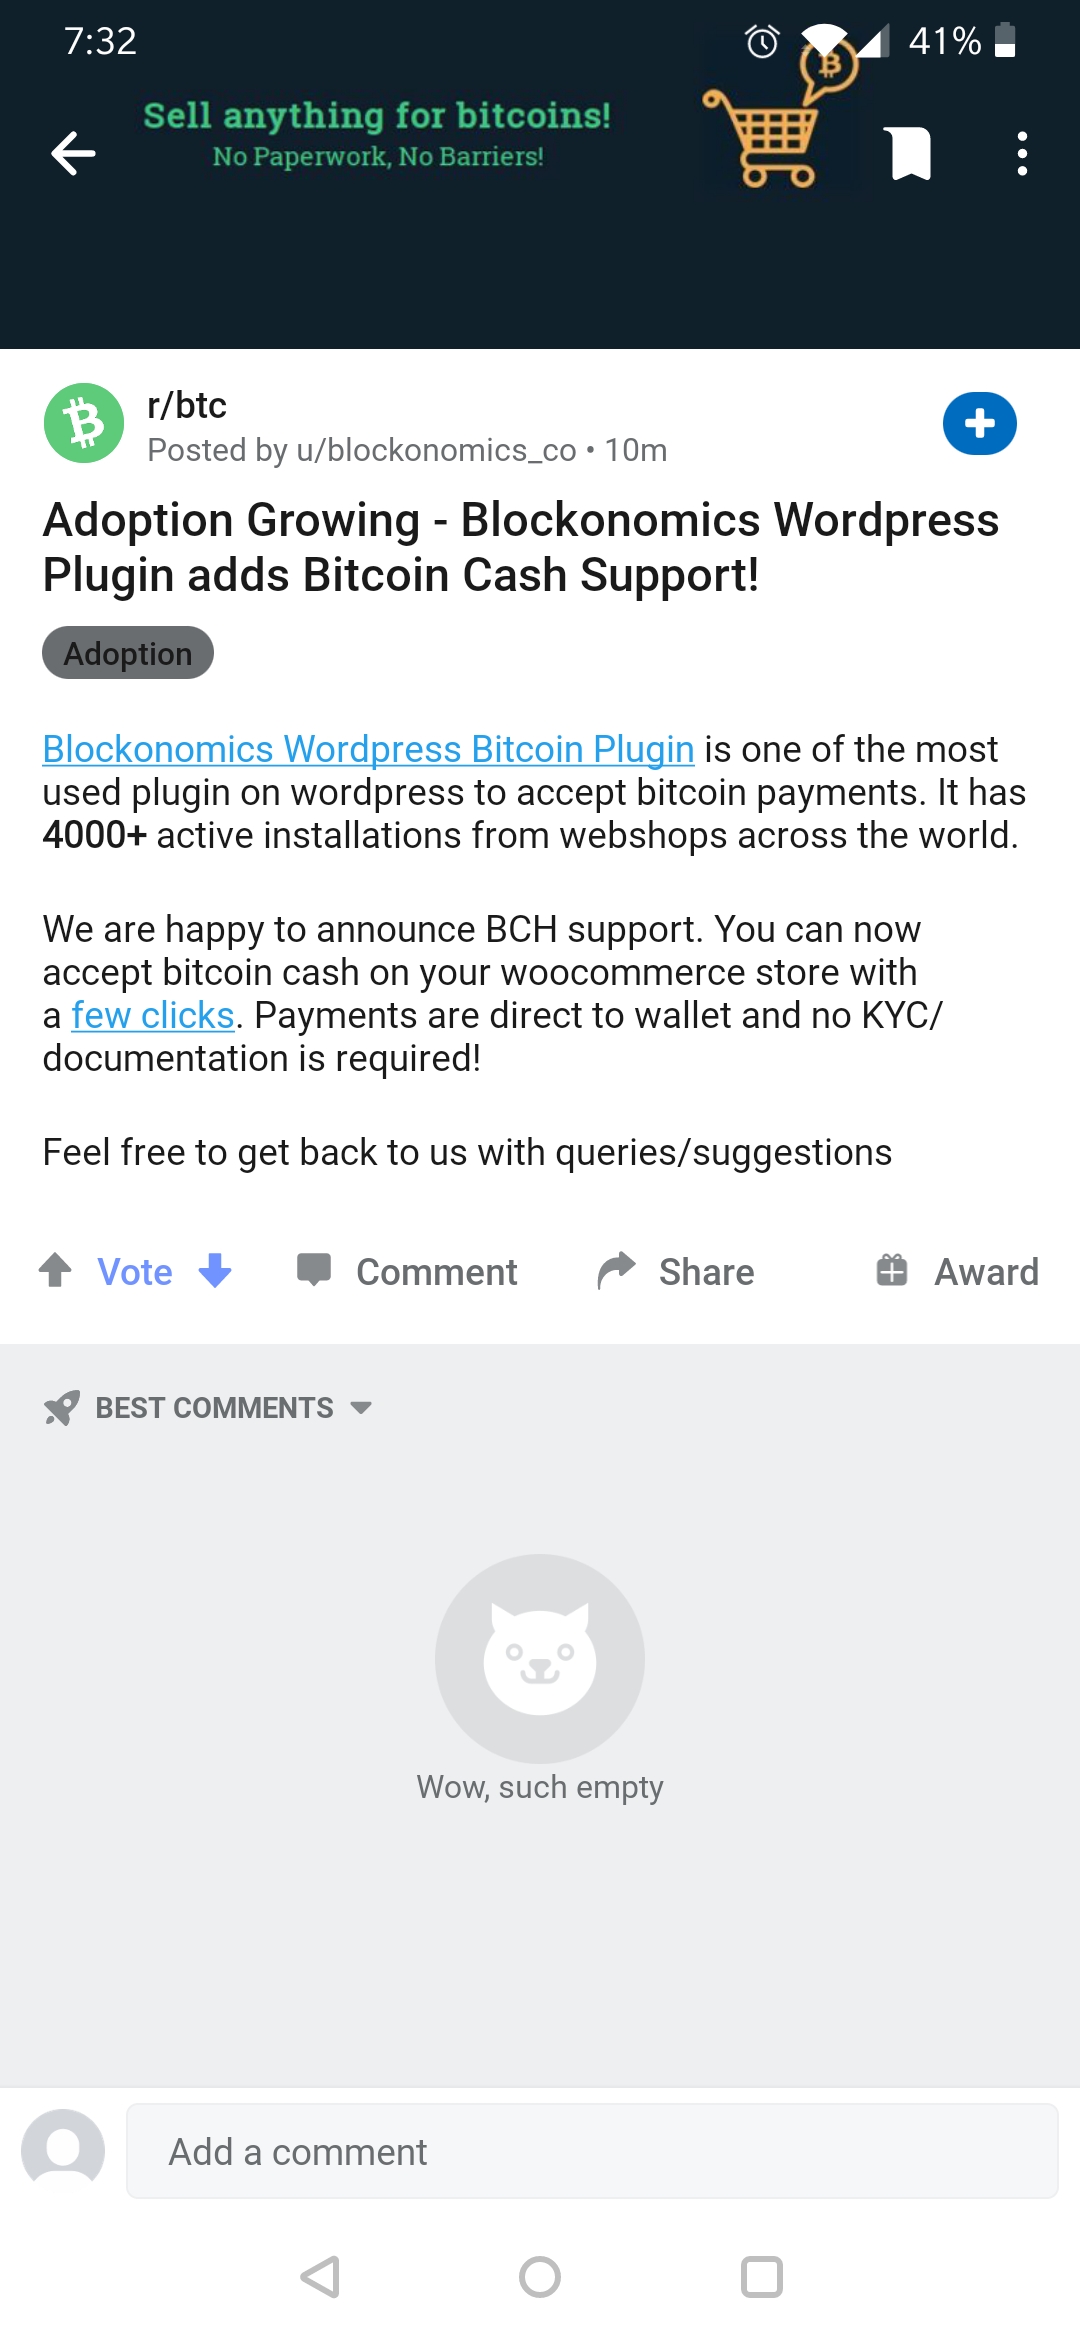 7:32
41%
Sell anything for bitcoins!
No Paperwork, No Barriers!
r/btc
Posted by u/blockonomics_co • 10m
Adoption Growing - Blockonomics Wordpress
Plugin adds Bitcoin Cash Support!
Adoption
Blockonomics Wordpress Bitcoin Plugin is one of the most
used plugin on wordpress to accept bitcoin payments. It has
4000+ active installations from webshops across the world.
We are happy to announce BCH support. You can now
accept bitcoin cash on your woocommerce store with
a few clicks. Payments are direct to wallet and no KYC/
documentation is required!
Feel free to get back to us with queries/suggestions
Vote
Comment
Share
Award
BEST COMMENTS
Wow, such empty
Add a comment